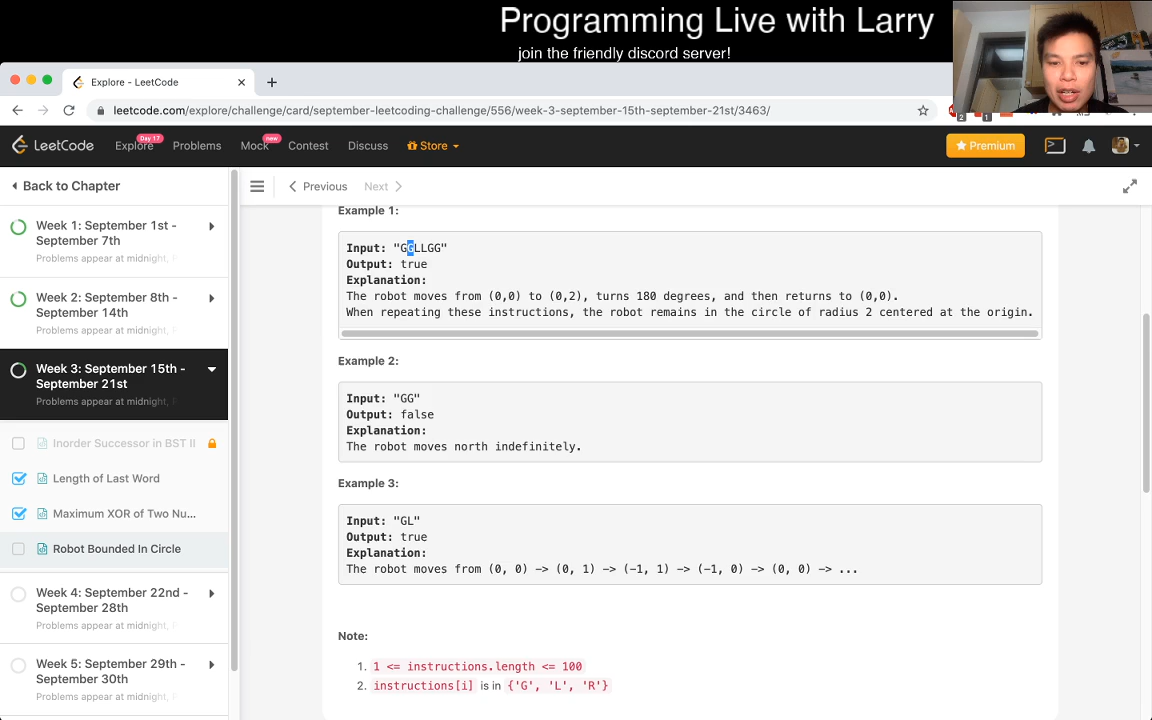 Programming Live with Larry
join the friendly discord server!
Explore - LeetCode
leetcode.com/explore/challenge/card/september-leetcoding-challenge/556/week-3-september-15th-september-21st/3463/
2
1
LeetCode
Explore
Day 17
Problems
Mock
new
Contest
Discuss
Store
Premium
Back to Chapter
Previous
Next
Week 1: September 1st -
September 7th
Problems appear at midnight,
Week 2: September 8th -
September 14th
Problems appear at midnight,
Week 3: September 15th -
September 21st
Problems appear at midnight,
Inorder Successor in BST II
Length of Last Word
Maximum XOR of Two Nu...
Robot Bounded In Circle
Week 4: September 22nd -
September 28th
Problems appear at midnight,
Week 5: September 29th -
September 30th
Problems appear at midnight,
Example 1:
Input: "GGLLGG"
Output: true
Explanation:
The robot moves from (0,0) to (0,2), turns 180 degrees, and then returns to (0,0).
When repeating these instructions, the robot remains in the circle of radius 2 centered at the origin.
Example 2:
Input: "GG"
Output: false
Explanation:
The robot moves north indefinitely.
Example 3:
Input: "GL"
Output: true
Explanation:
The robot moves from (0, 0) -> (0, 1) -> (-1, 1) -> (-1, 0) -> (0, 0) -> ...
Note:
1. 1 <= instructions.length <= 100
2. instructions[i] is in {'G', 'L', 'R'}